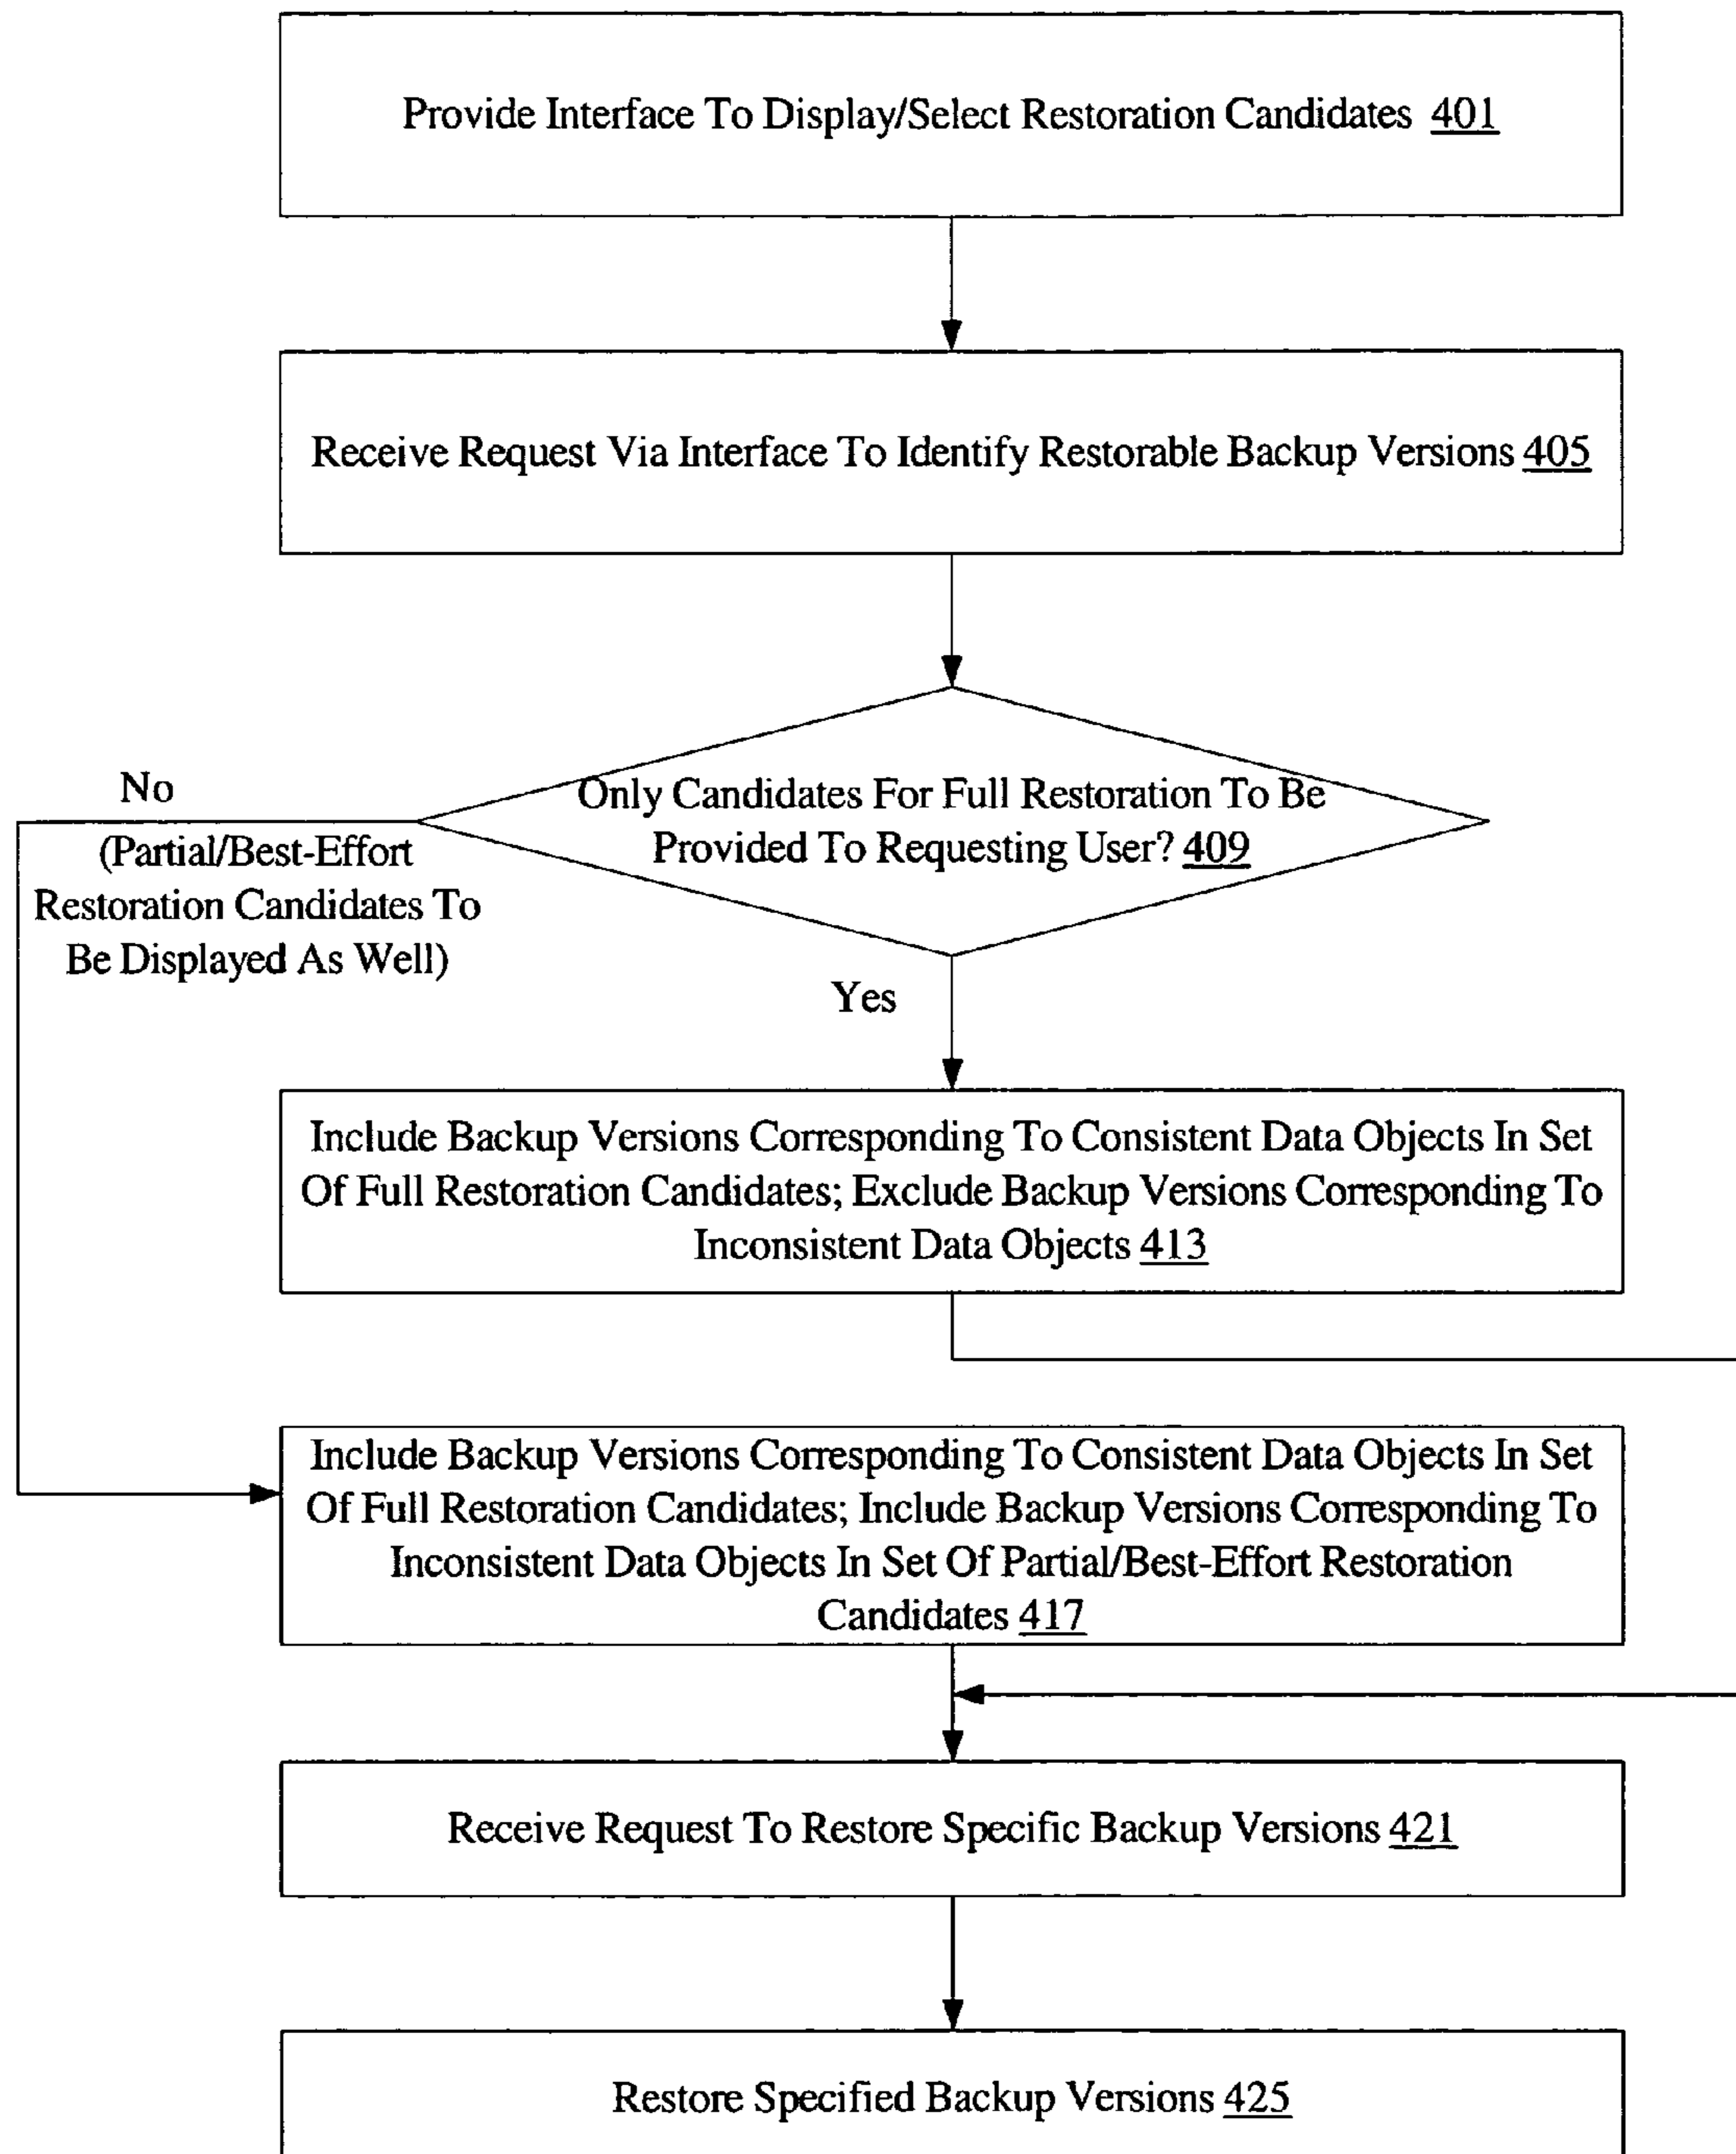 Provide Interface To Display/Select Restoration Candidates 401
Receive Request Via Interface To Identify Restorable Backup Versions 405
Only Candidates For Full Restoration To Be
Provided To Requesting User? 409
No
(Partial/Best-Effort
Restoration Candidates To
Be Displayed As Well)
Yes
Include Backup Versions Corresponding To Consistent Data Objects In Set
Of Full Restoration Candidates; Exclude Backup Versions Corresponding To
Inconsistent Data Objects 413
Include Backup Versions Corresponding To Consistent Data Objects In Set
Of Full Restoration Candidates; Include Backup Versions Corresponding To
Inconsistent Data Objects In Set Of Partial/Best-Effort Restoration
Candidates 417
Receive Request To Restore Specific Backup Versions 421
Restore Specified Backup Versions 425